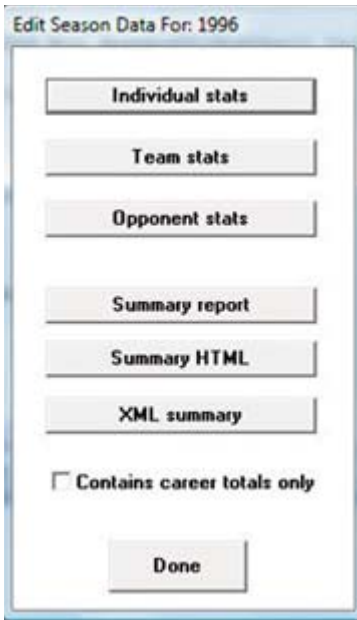 Edit Season Data For: 1996
Individual stats
Team stats
Opponent stats
Summary report
Summary HTML
XML summary
Contains career totals only
Done